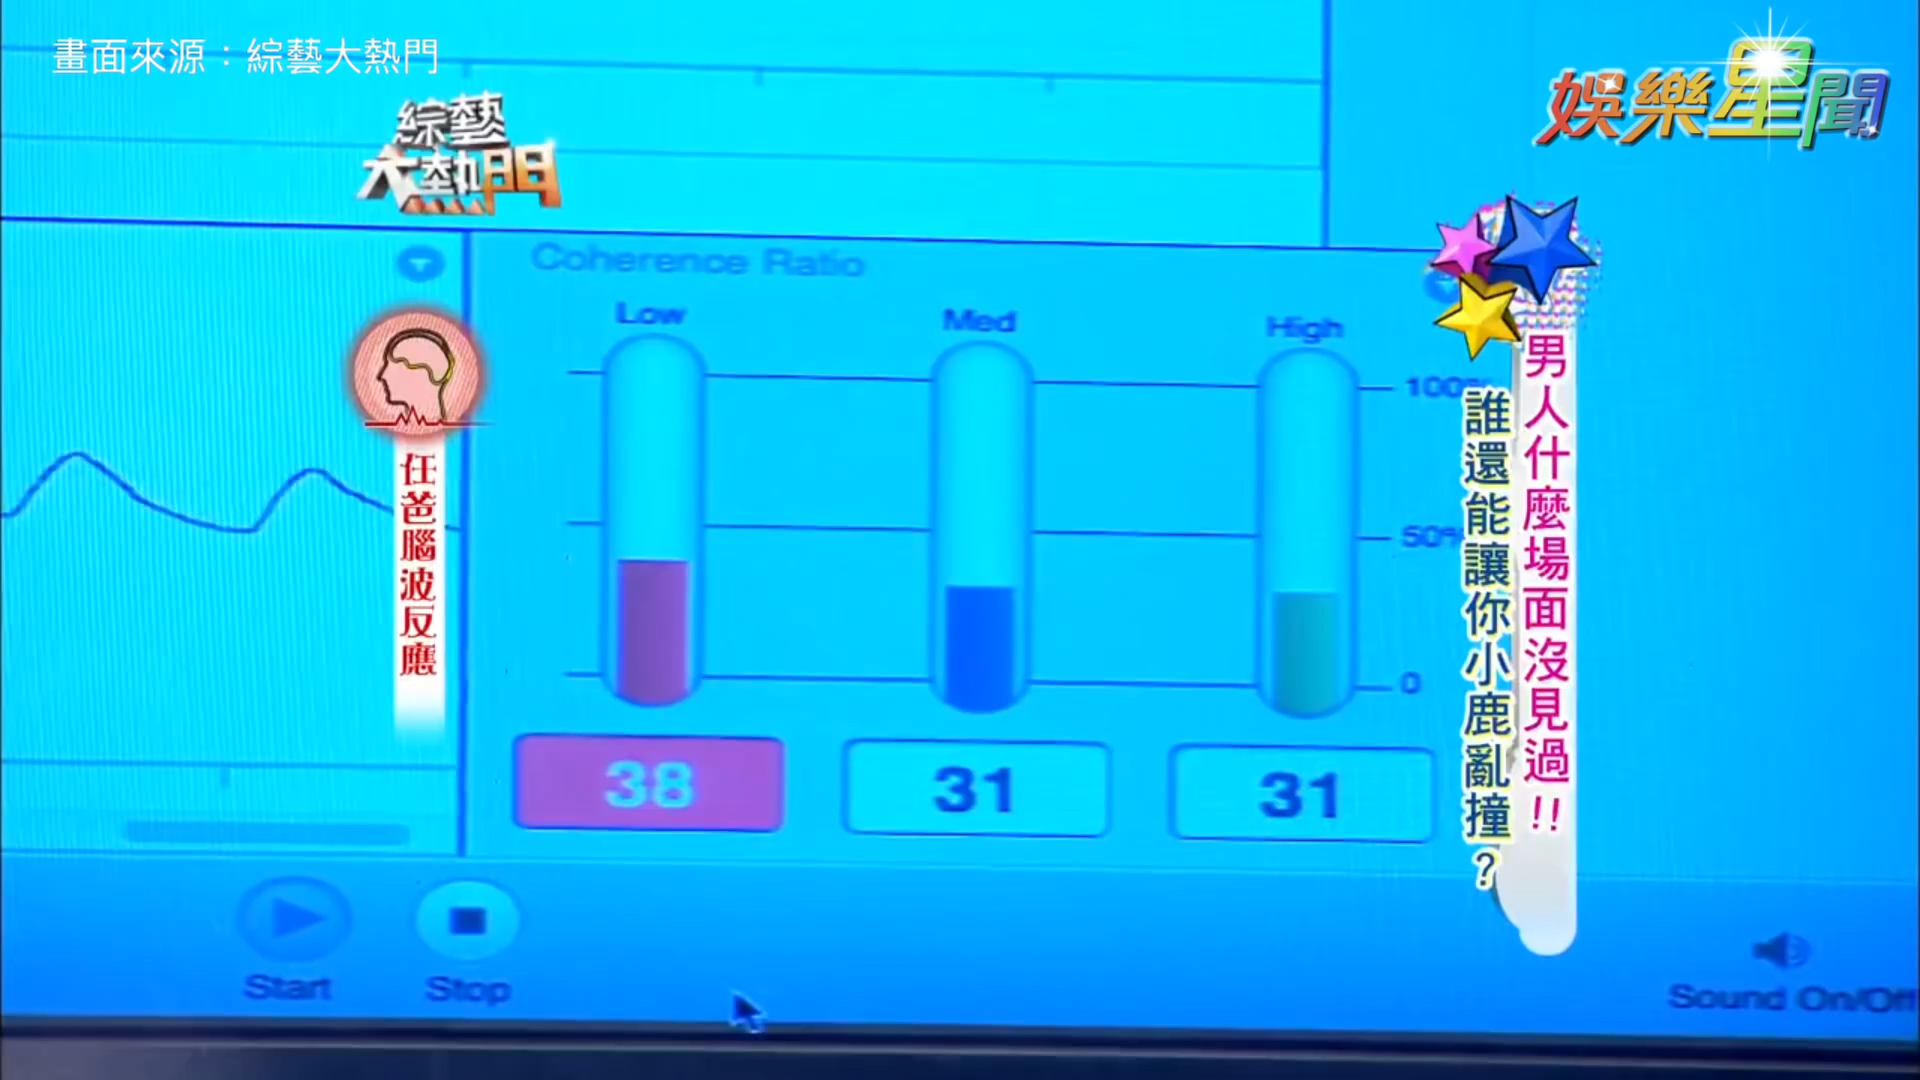 畫面來源：綜藝大熱門
娛樂星聞
綜藝
大熱門
Coherence Ratio
Low
Med
High
100%
50%
0
38
31
31
任爸腦波反應
男人什麼場面沒見過!!
誰還能讓你小鹿亂撞？
Start
Stop
Sound On/Off